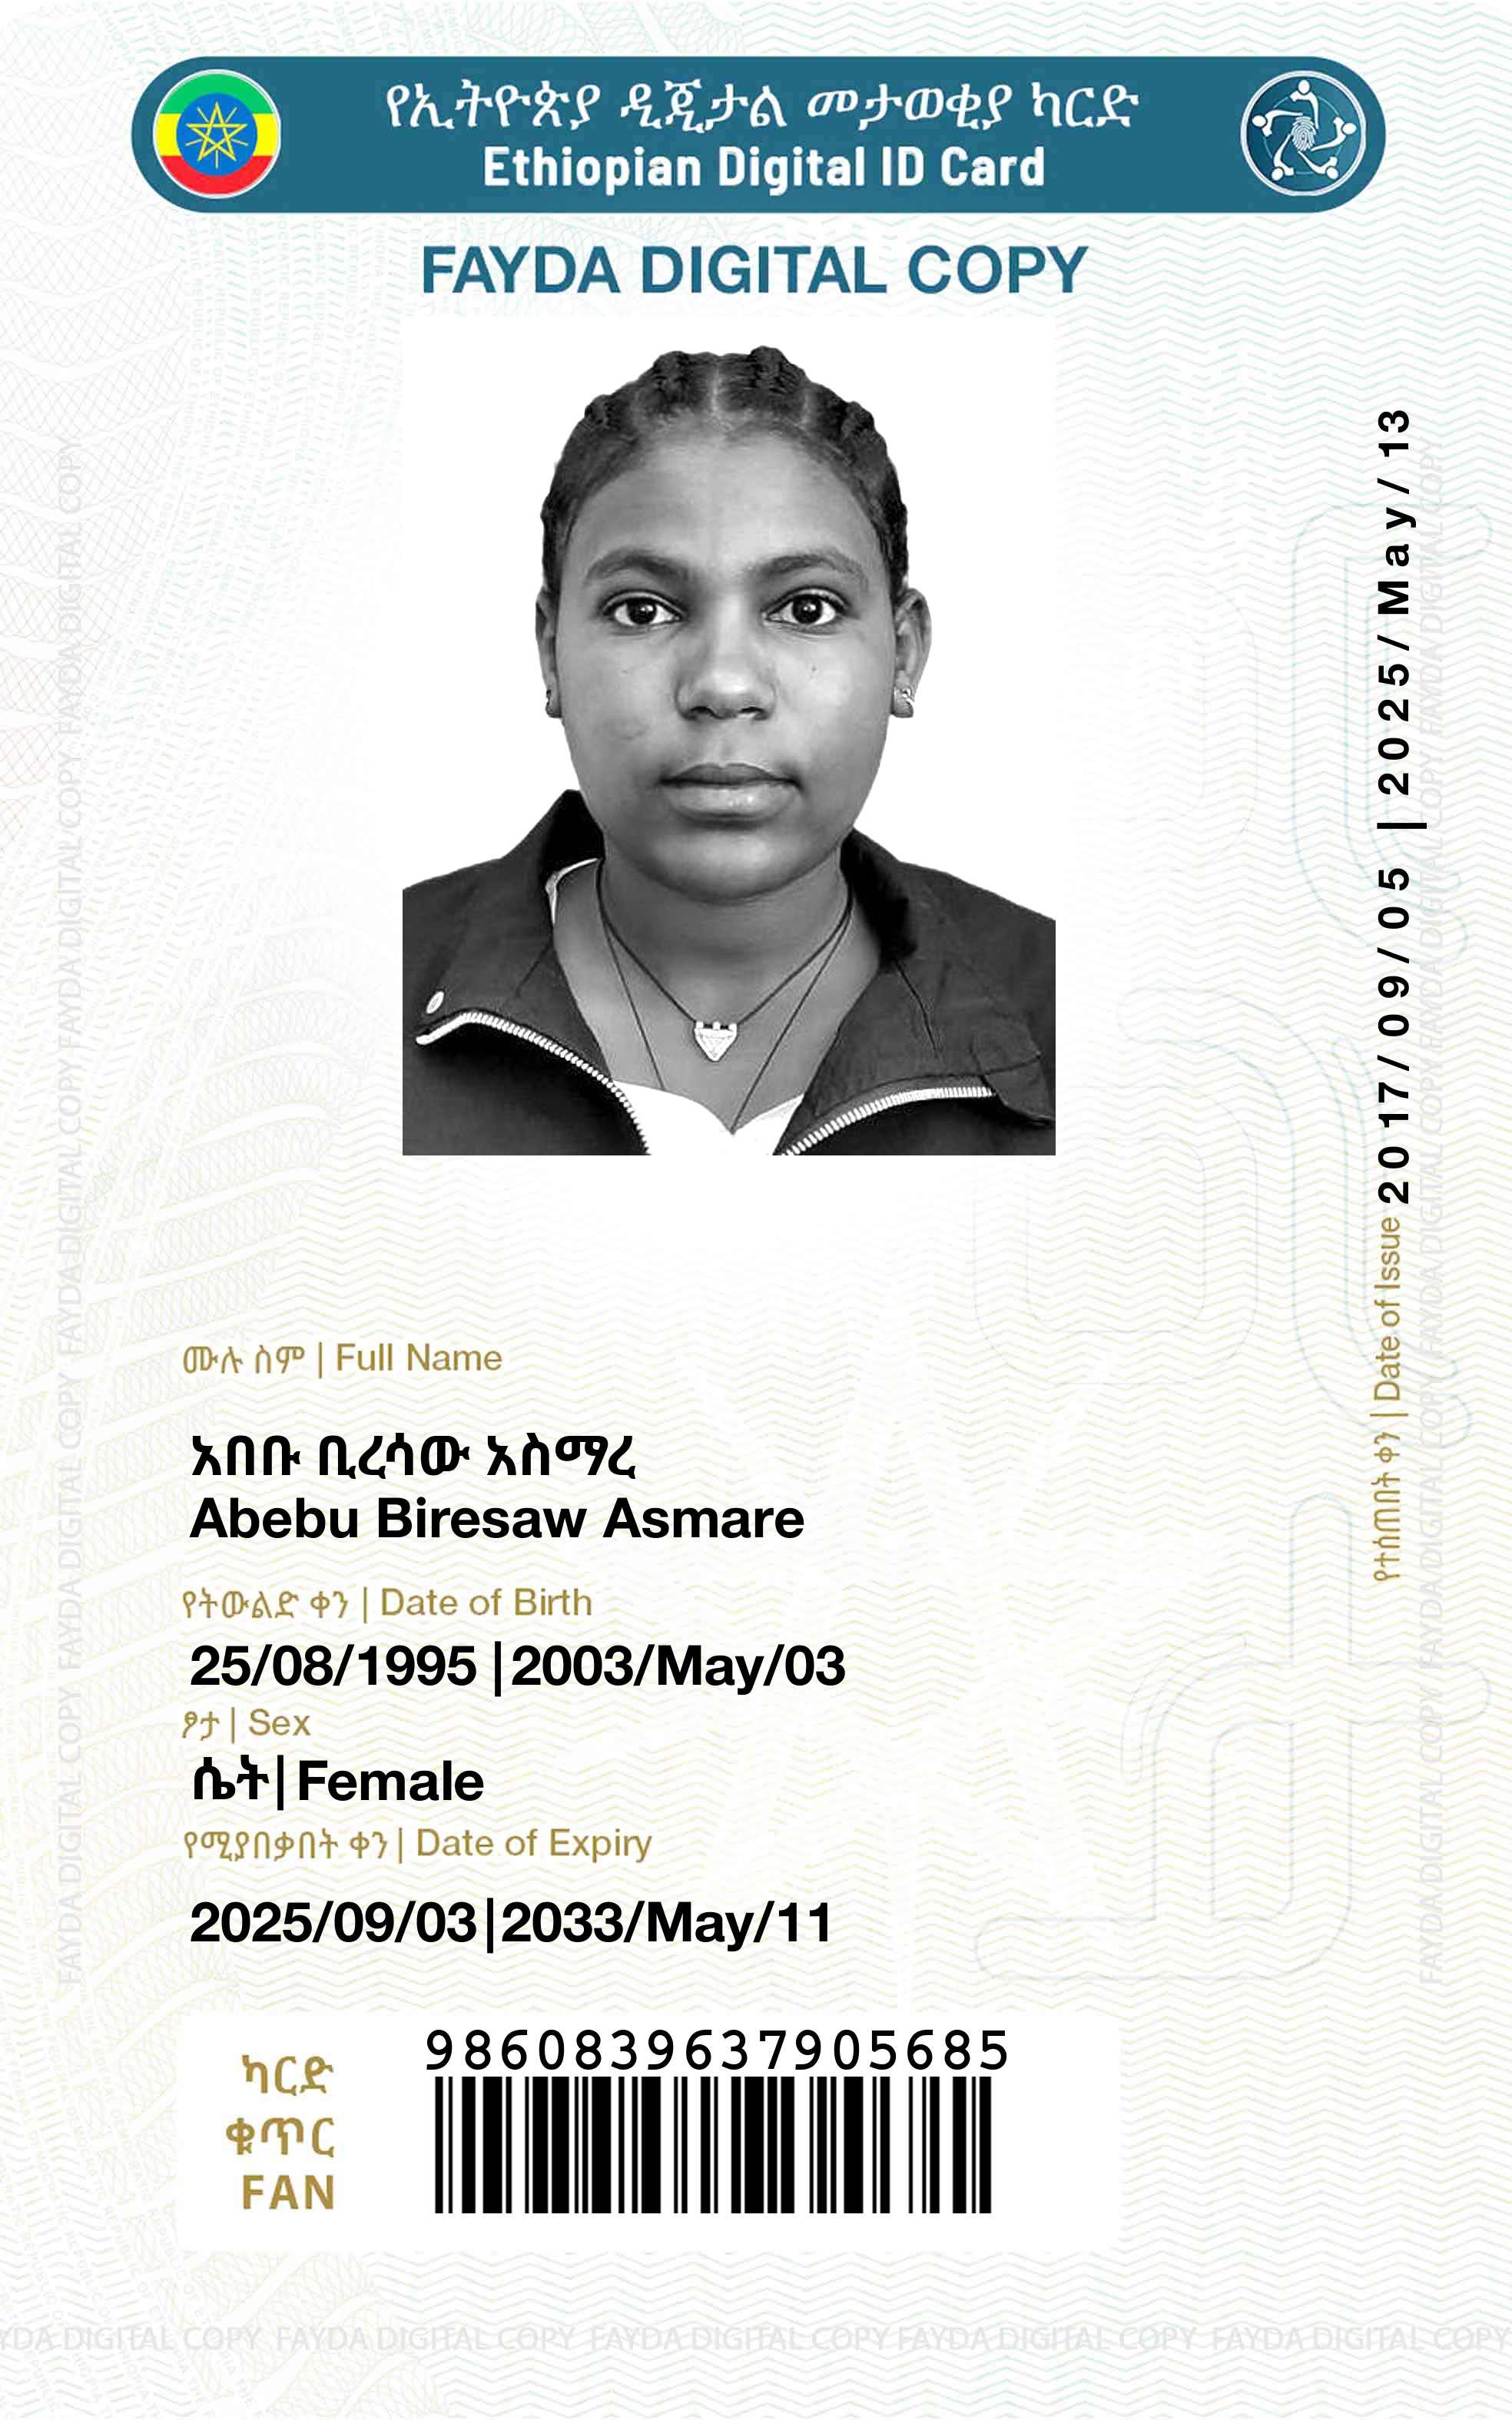 የኢትዮጵያ ዲጂታል መታወቂያ ካርድ
Ethiopian Digital ID Card
FAYDA DIGITAL COPY
ሙሉ ስም | Full Name
አበቡ ቢረሳው አስማረ
Abebu Biresaw Asmare
የትውልድ ቀን | Date of Birth
25/08/1995 |2003/May/03
ፆታ | Sex
ሴት| Female
የሚያበቃበት ቀን | Date of Expiry
2025/09/03|2033/May/11
ካርድ
ቁጥር
FAN
9860839637905685
የተሰጠበት ቀን | Date of Issue 2017/09/05 | 2025/May/13
FAYDA DIGITAL COPY FAYDA DIGITAL COPY FAYDA DIGITAL COPY FAYDA DIGITAL COPY FAYDA DIGITAL COPY